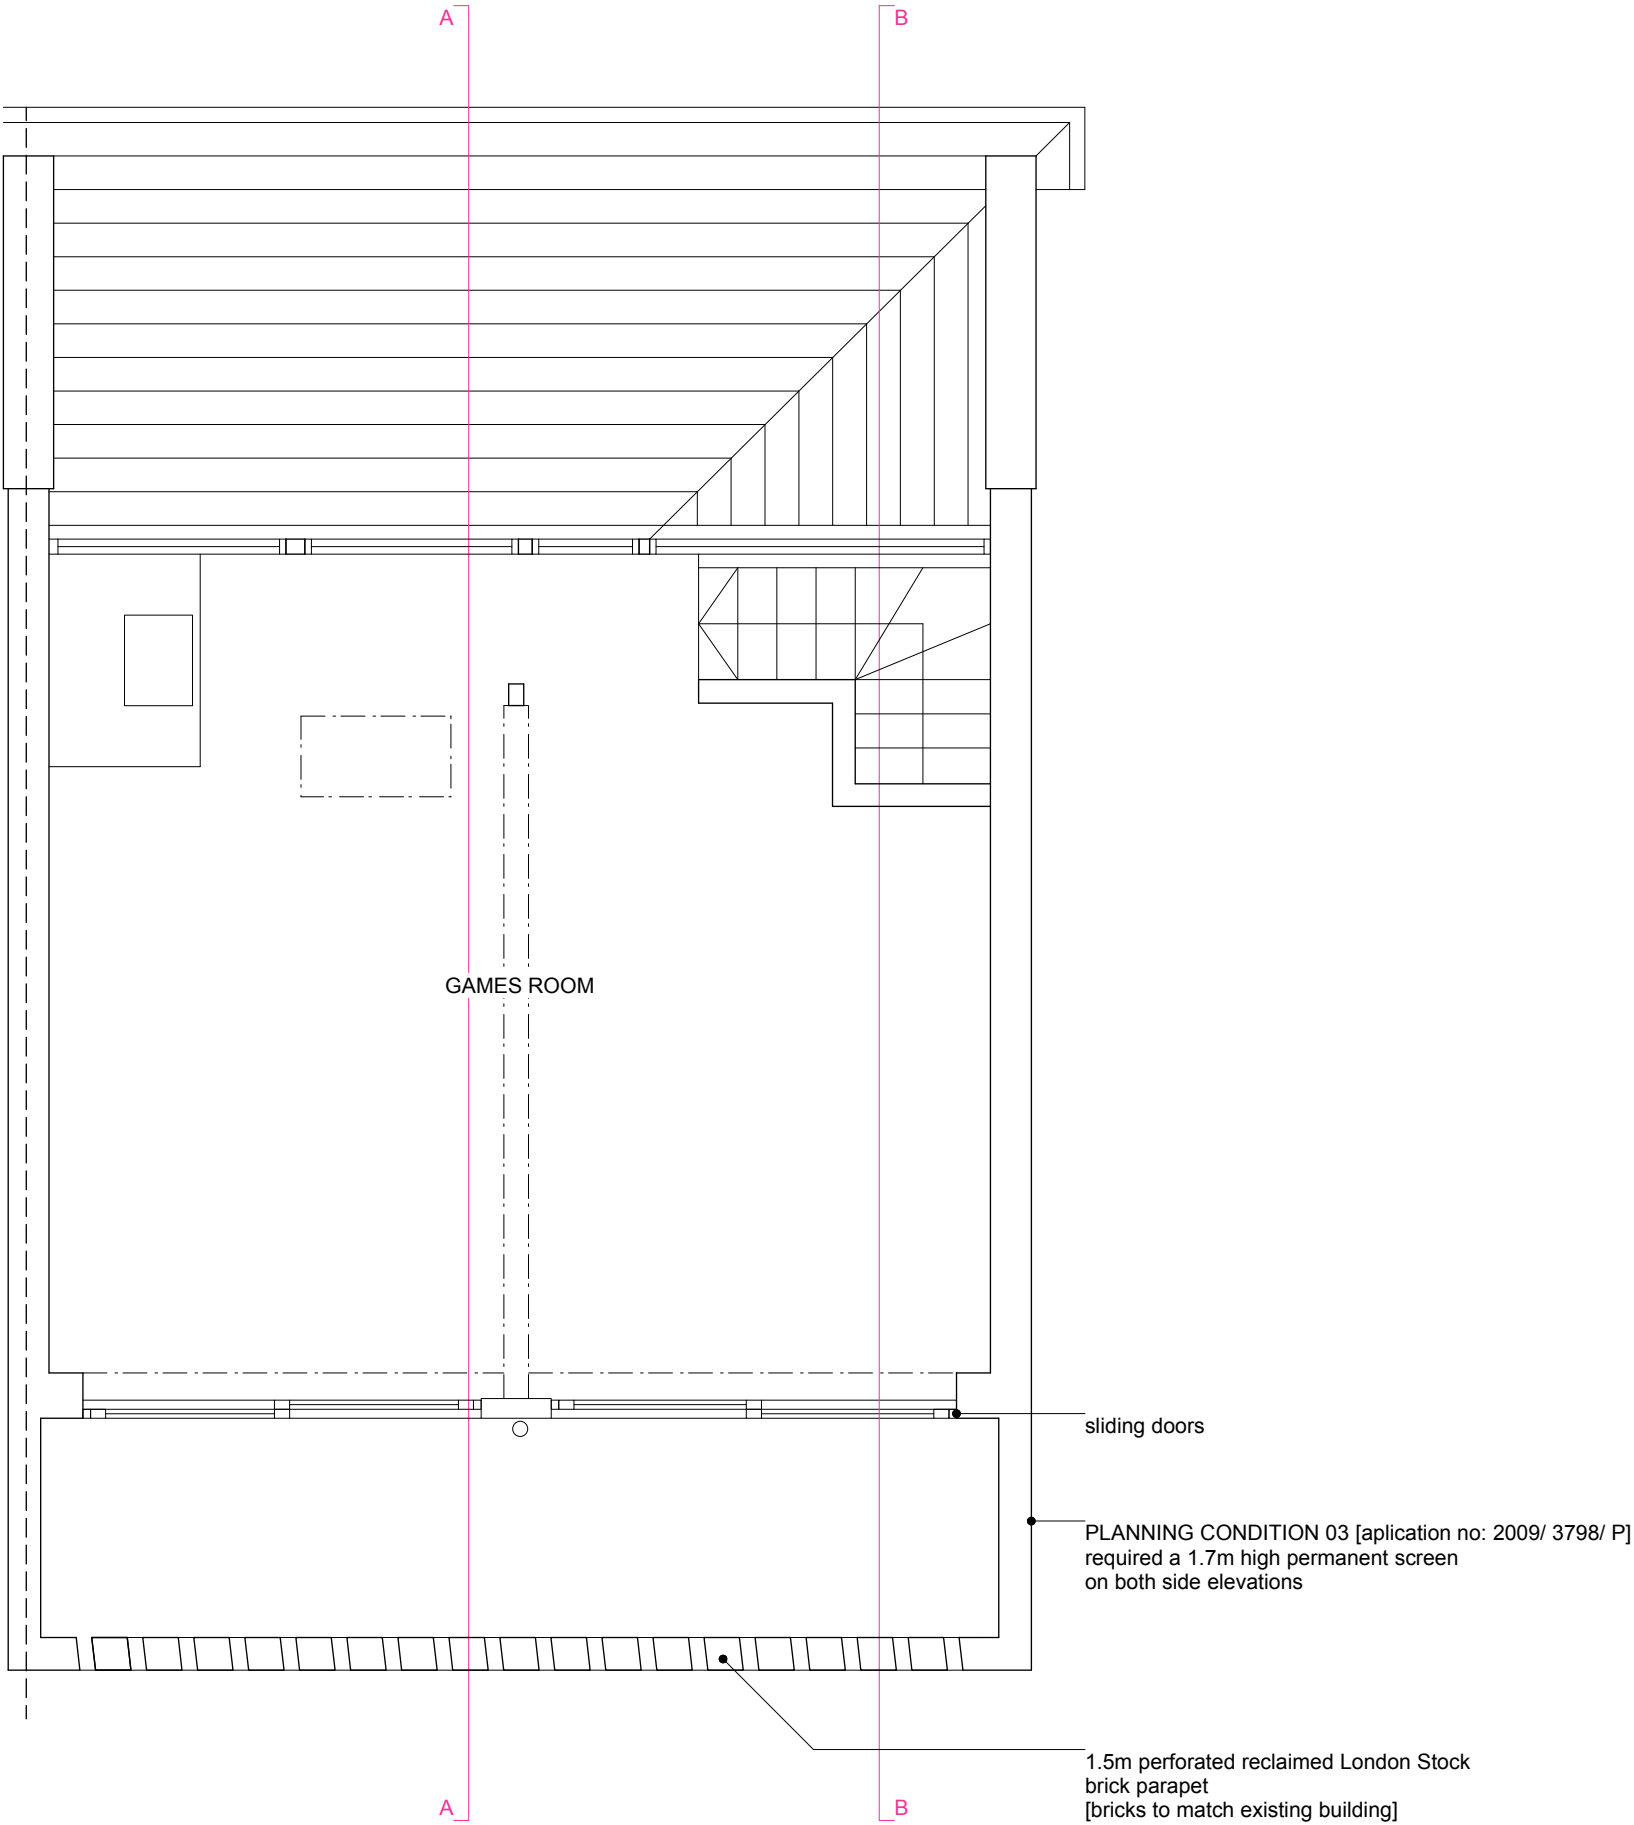 A
B
GAMES ROOM
sliding doors
PLANNING CONDITION 03 [aplication no: 2009/ 3798/ P]
required a 1.7m high permanent screen
on both side elevations
1.5m perforated reclaimed London Stock
brick parapet
[bricks to match existing building]
A
B